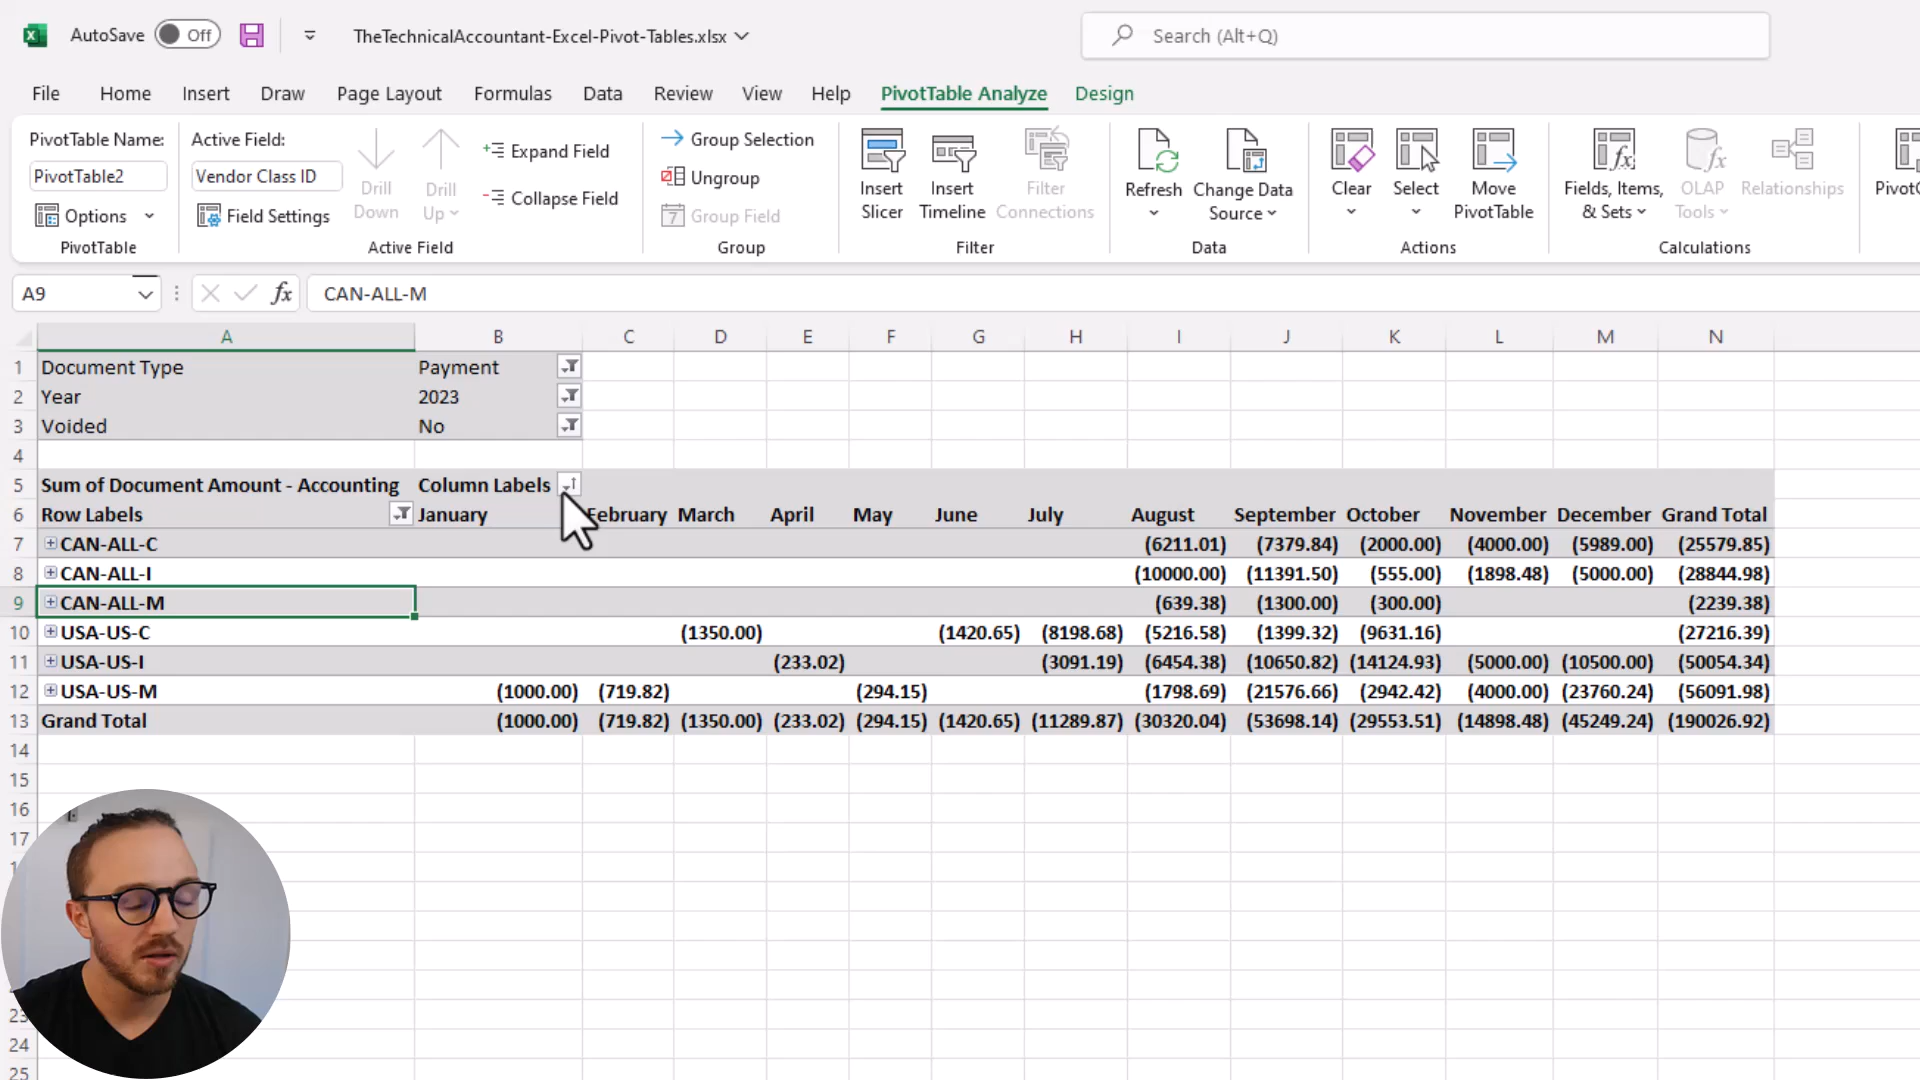 AutoSave Off TheTechnicalAccountant-Excel-Pivot-Tables.xlsx Search (Alt+Q)
File Home Insert Draw Page Layout Formulas Data Review View Help PivotTable Analyze Design
PivotTable Name:
PivotTable2
Options
PivotTable
Active Field:
Vendor Class ID
Field Settings
Drill
Down
Drill
Up
Expand Field
Collapse Field
Active Field
Group Selection
Ungroup
7 Group Field
Group
Insert
Slicer
Insert
Timeline
Filter
Connections
Filter
Refresh
Change Data
Source
Data
Clear
Select
Move
PivotTable
Actions
Fields, Items,
& Sets
OLAP
Tools
Relationships
Calculations
A9 fx CAN-ALL-M
A B C D E F G H I J K L M N
1 Document Type Payment
2 Year 2023
3 Voided No
4
5 Sum of Document Amount - Accounting Column Labels
6 Row Labels January February March April May June July August September October November December Grand Total
7 CAN-ALL-C (6211.01) (7379.84) (2000.00) (4000.00) (5989.00) (25579.85)
8 CAN-ALL-I (10000.00) (11391.50) (555.00) (1898.48) (5000.00) (28844.98)
9 CAN-ALL-M (639.38) (1300.00) (300.00) (2239.38)
10 USA-US-C (1350.00) (1420.65) (8198.68) (5216.58) (1399.32) (9631.16) (27216.39)
11 USA-US-I (233.02) (3091.19) (6454.38) (10650.82) (14124.93) (5000.00) (10500.00) (50054.34)
12 USA-US-M (1000.00) (719.82) (294.15) (1798.69) (21576.66) (2942.42) (4000.00) (23760.24) (56091.98)
13 Grand Total (1000.00) (719.82) (1350.00) (233.02) (294.15) (1420.65) (11289.87) (30320.04) (53698.14) (29553.51) (14898.48) (45249.24) (190026.92)
14
15
16
17
23
24
25